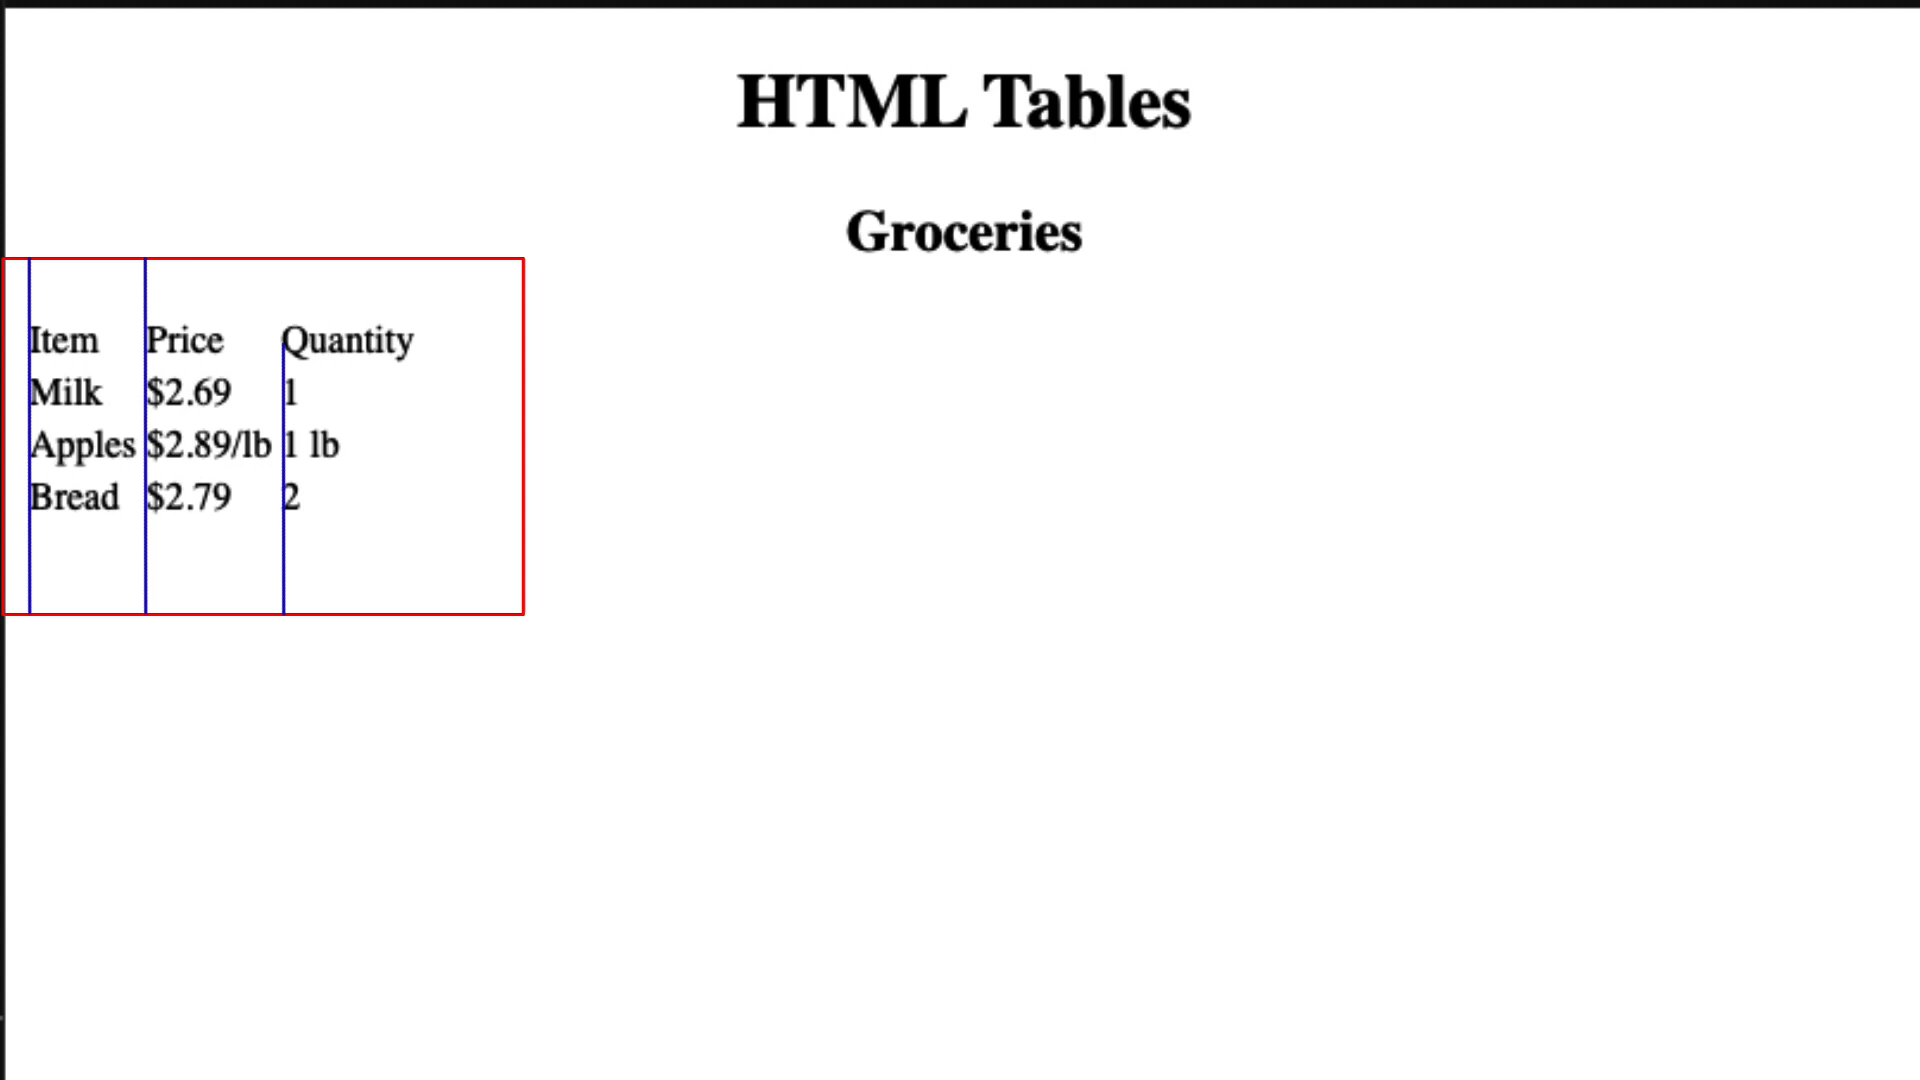 HTML Tables
Groceries
Item Price Quantity
Milk $2.69 1
Apples $2.89/lb 1 lb
Bread $2.79 2